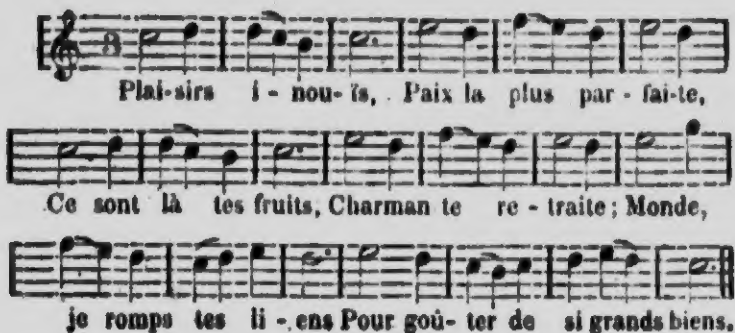 Plai-sirs i - nou-ïs, Paix la plus par - fai-te,
Ce sont là tes fruits, Charman te re - traite ; Monde,
je romps tes li - ens Pour goû- ter de si grands biens.